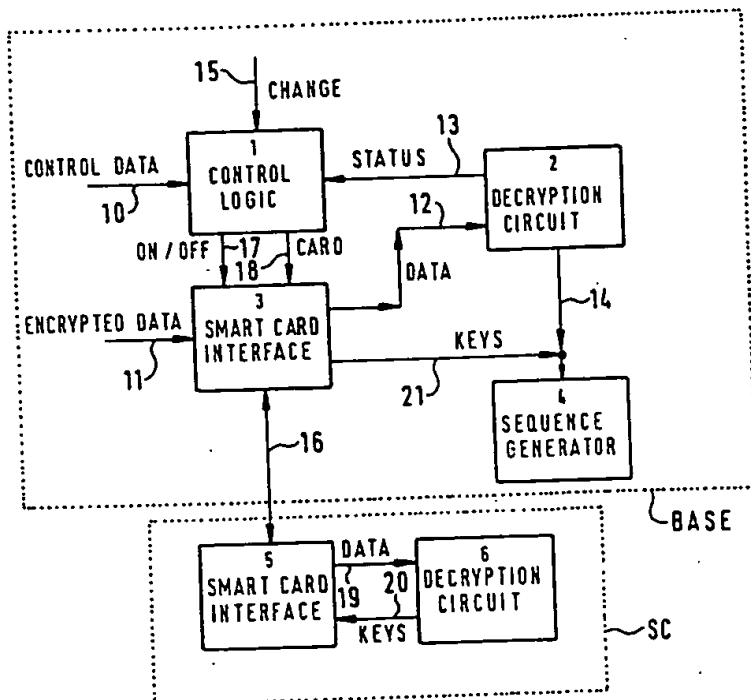 15
CHANGE
1
CONTROL
LOGIC
CONTROL DATA
10
STATUS
13
2
DECRYPTION
CIRCUIT
12
DATA
ON/OFF
17
18
CARD
3
SMART CARD
INTERFACE
ENCRYPTED DATA
11
14
KEYS
21
4
SEQUENCE
GENERATOR
16
BASE
5
SMART CARD
INTERFACE
DATA
19
20
KEYS
6
DECRYPTION
CIRCUIT
SC